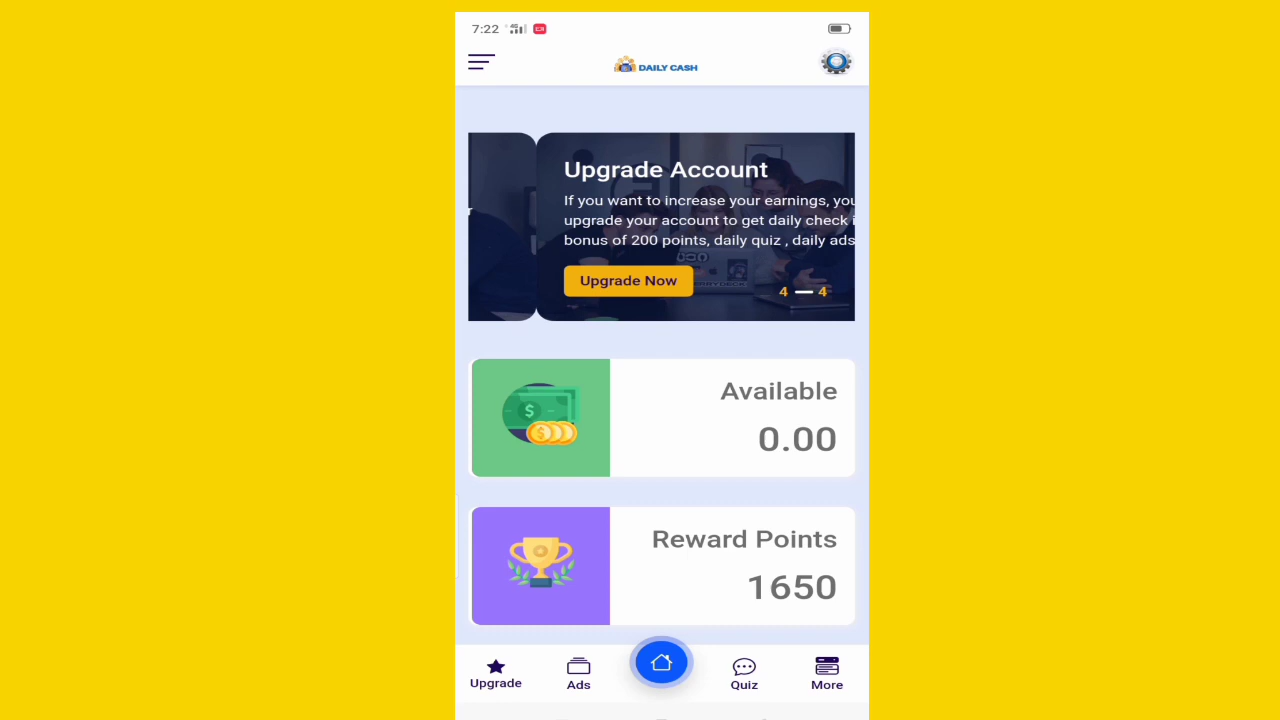 7:22 4G
DAILY CASH
r
Upgrade Account
If you want to increase your earnings, you
upgrade your account to get daily check i
bonus of 200 points, daily quiz , daily ads
Upgrade Now
4 4
Available
0.00
Reward Points
1650
Upgrade
Ads
Quiz
More